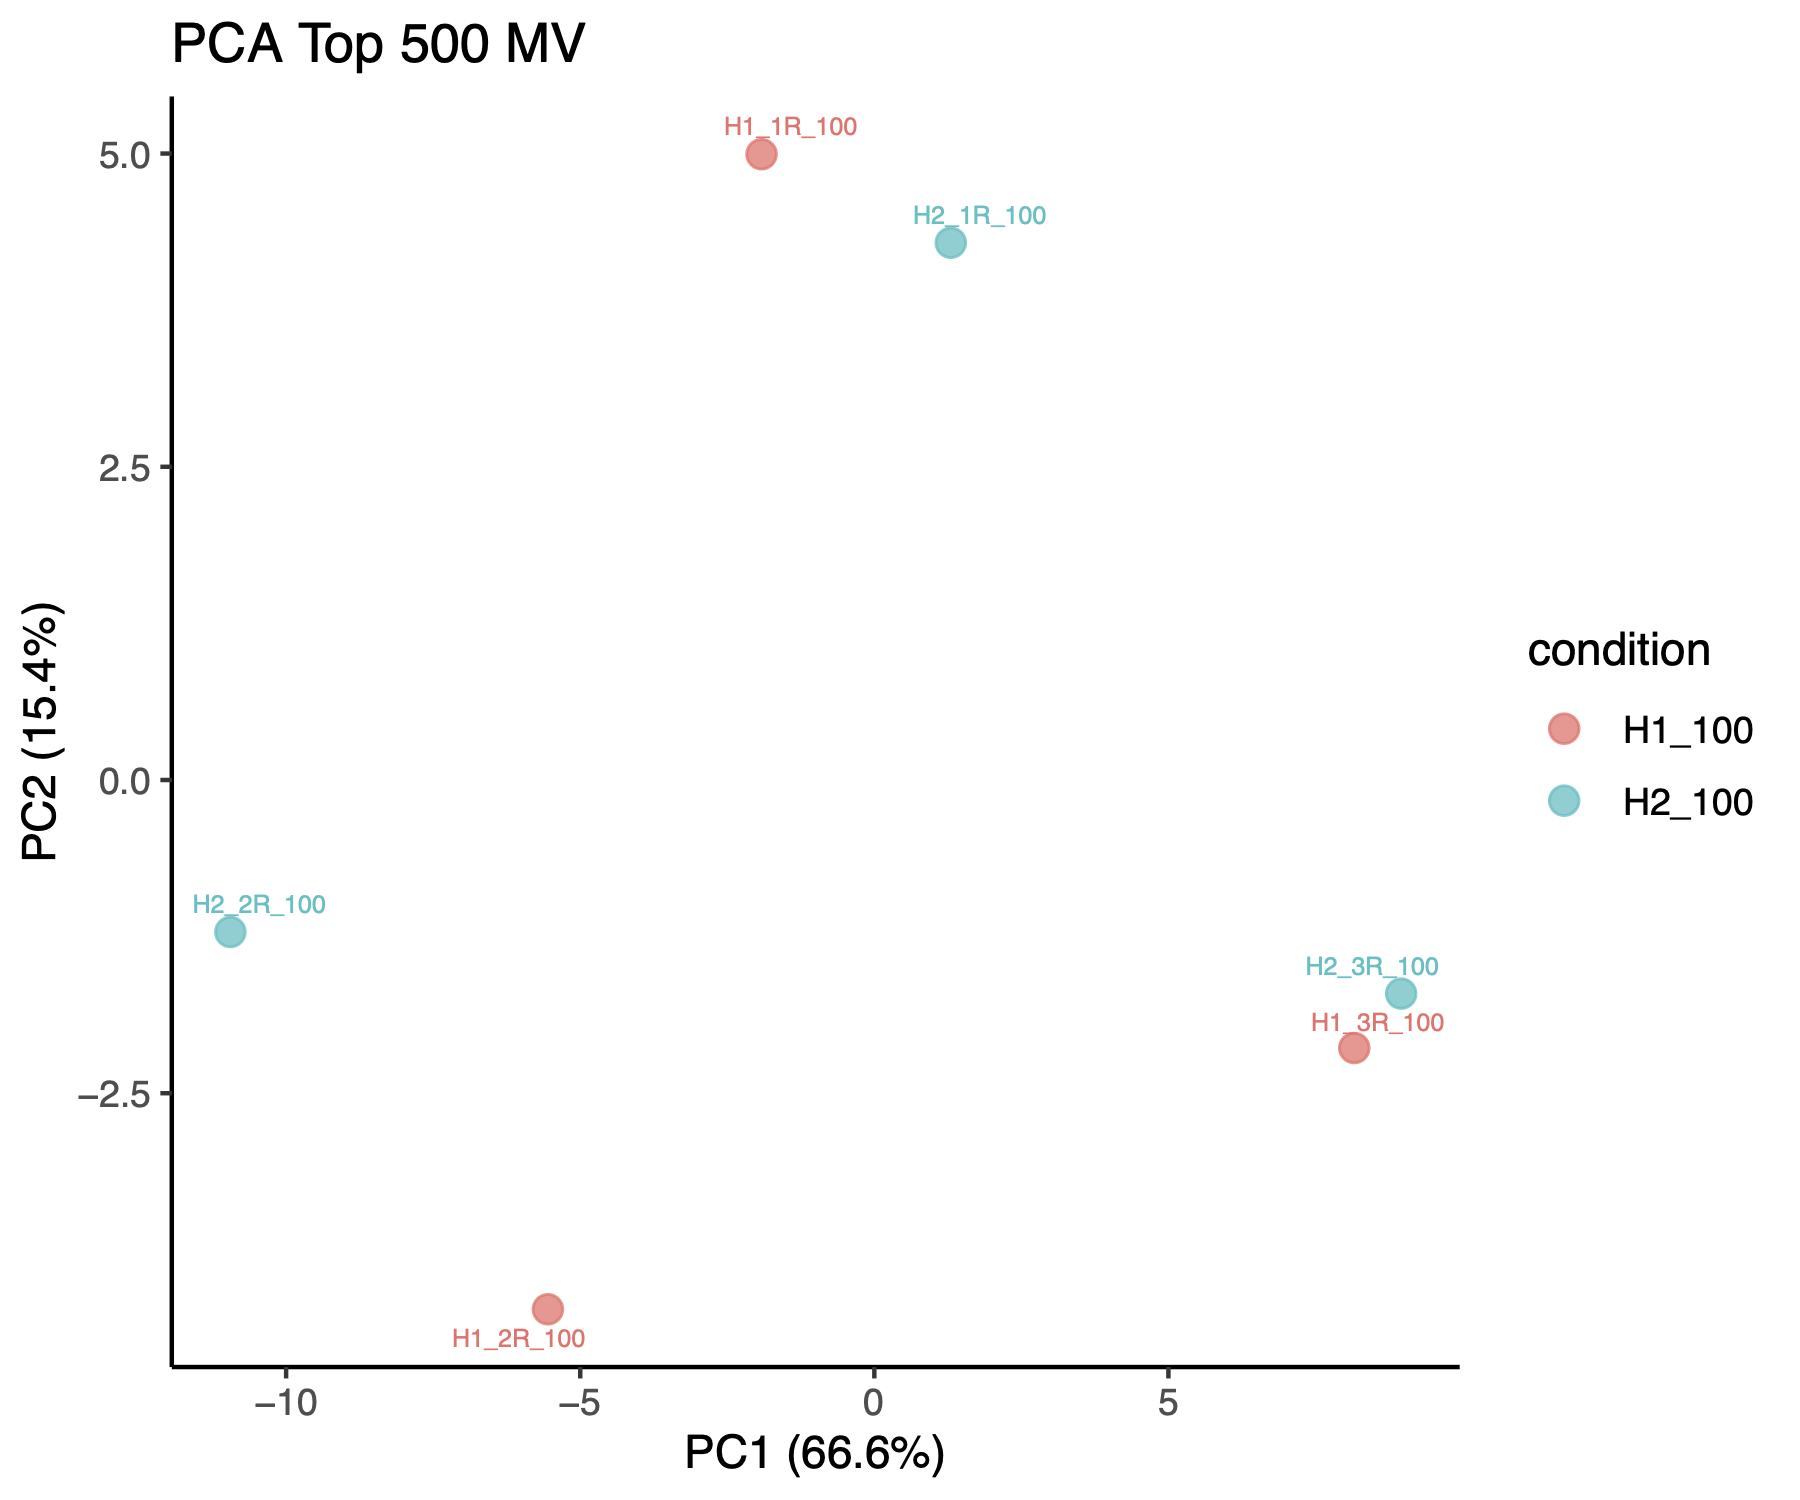 PCA Top 500 MV
H1_1R_100
5.0
H2_1R_100
2.5
PC2 (15.4%)
condition
H1_100
0.0
H2_100
H2_2R_100
H2_3R_100
H1_3R_100
−2.5
H1_2R_100
−10
−5
0
5
PC1 (66.6%)